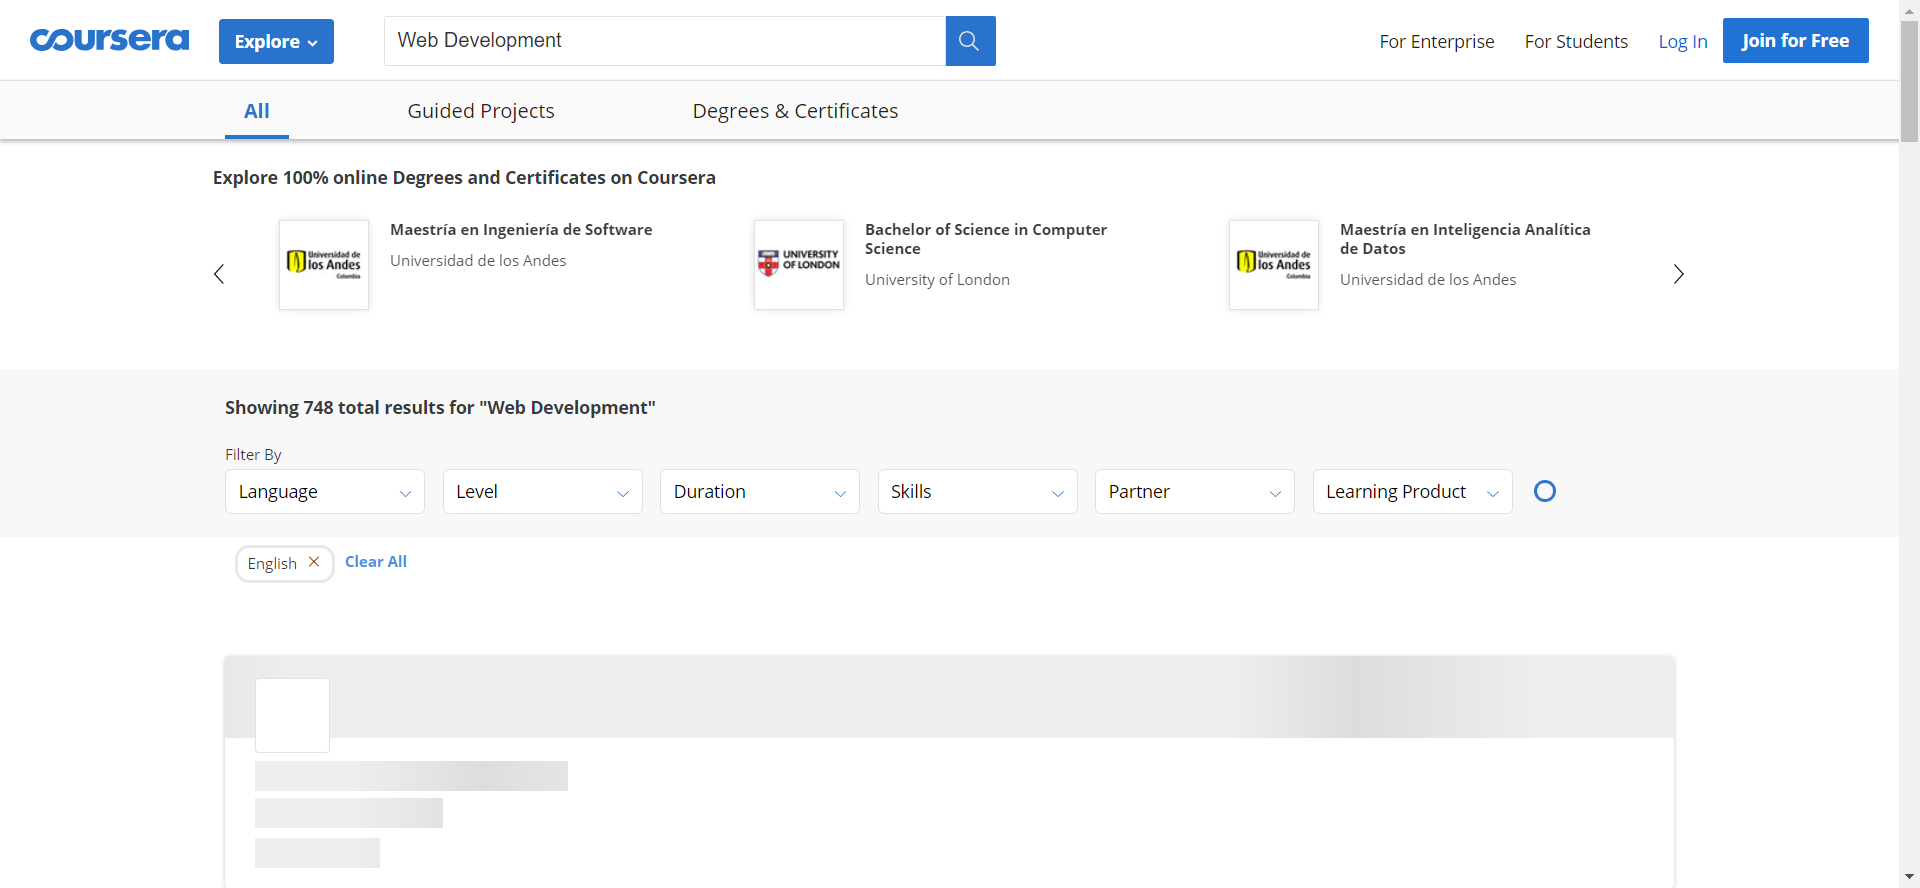 coursera
Explore
Web Development
For Enterprise
For Students
Log In
Join for Free
All
Guided Projects
Degrees & Certificates
Explore 100% online Degrees and Certificates on Coursera
Universidad de
los Andes
Colombia
Maestría en Ingeniería de Software
Universidad de los Andes
UNIVERSITY
OF LONDON
Bachelor of Science in Computer
Science
University of London
Universidad de
los Andes
Colombia
Maestría en Inteligencia Analítica
de Datos
Universidad de los Andes
Showing 748 total results for "Web Development"
Filter By
Language
Level
Duration
Skills
Partner
Learning Product
English
Clear All